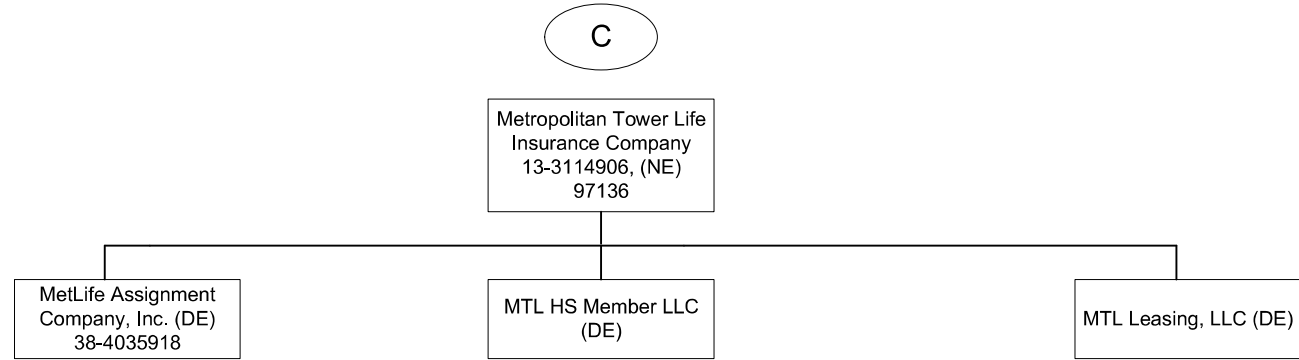 C
Metropolitan Tower Life
Insurance Company
13-3114906, (NE)
97136
MetLife Assignment
Company, Inc. (DE)
38-4035918
MTL HS Member LLC
(DE)
MTL Leasing, LLC (DE)